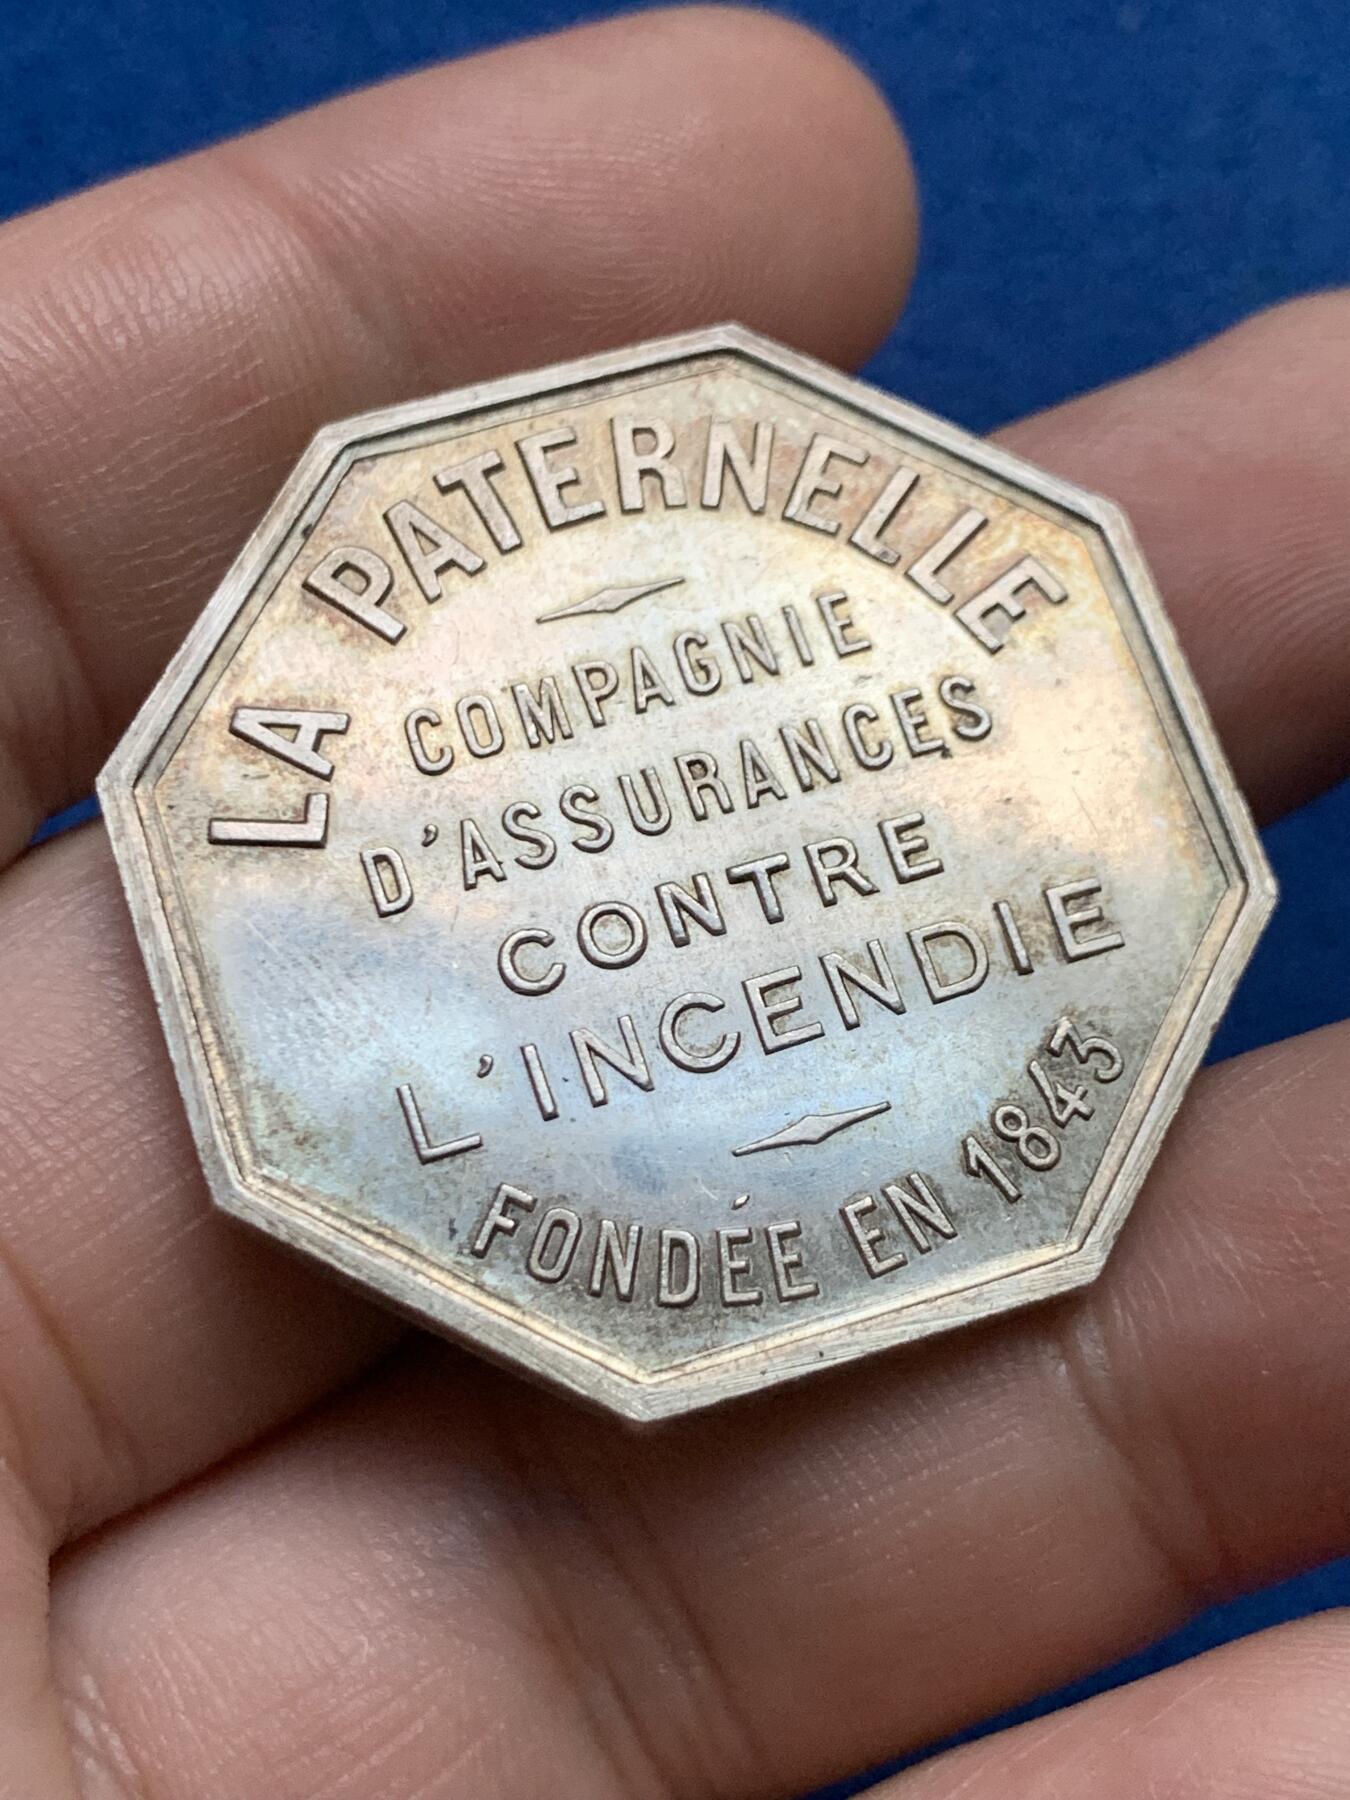 LA PATERNELLE
COMPAGNIE
D'ASSURANCES
CONTRE
L'INCENDIE
FONDÉE EN 1843